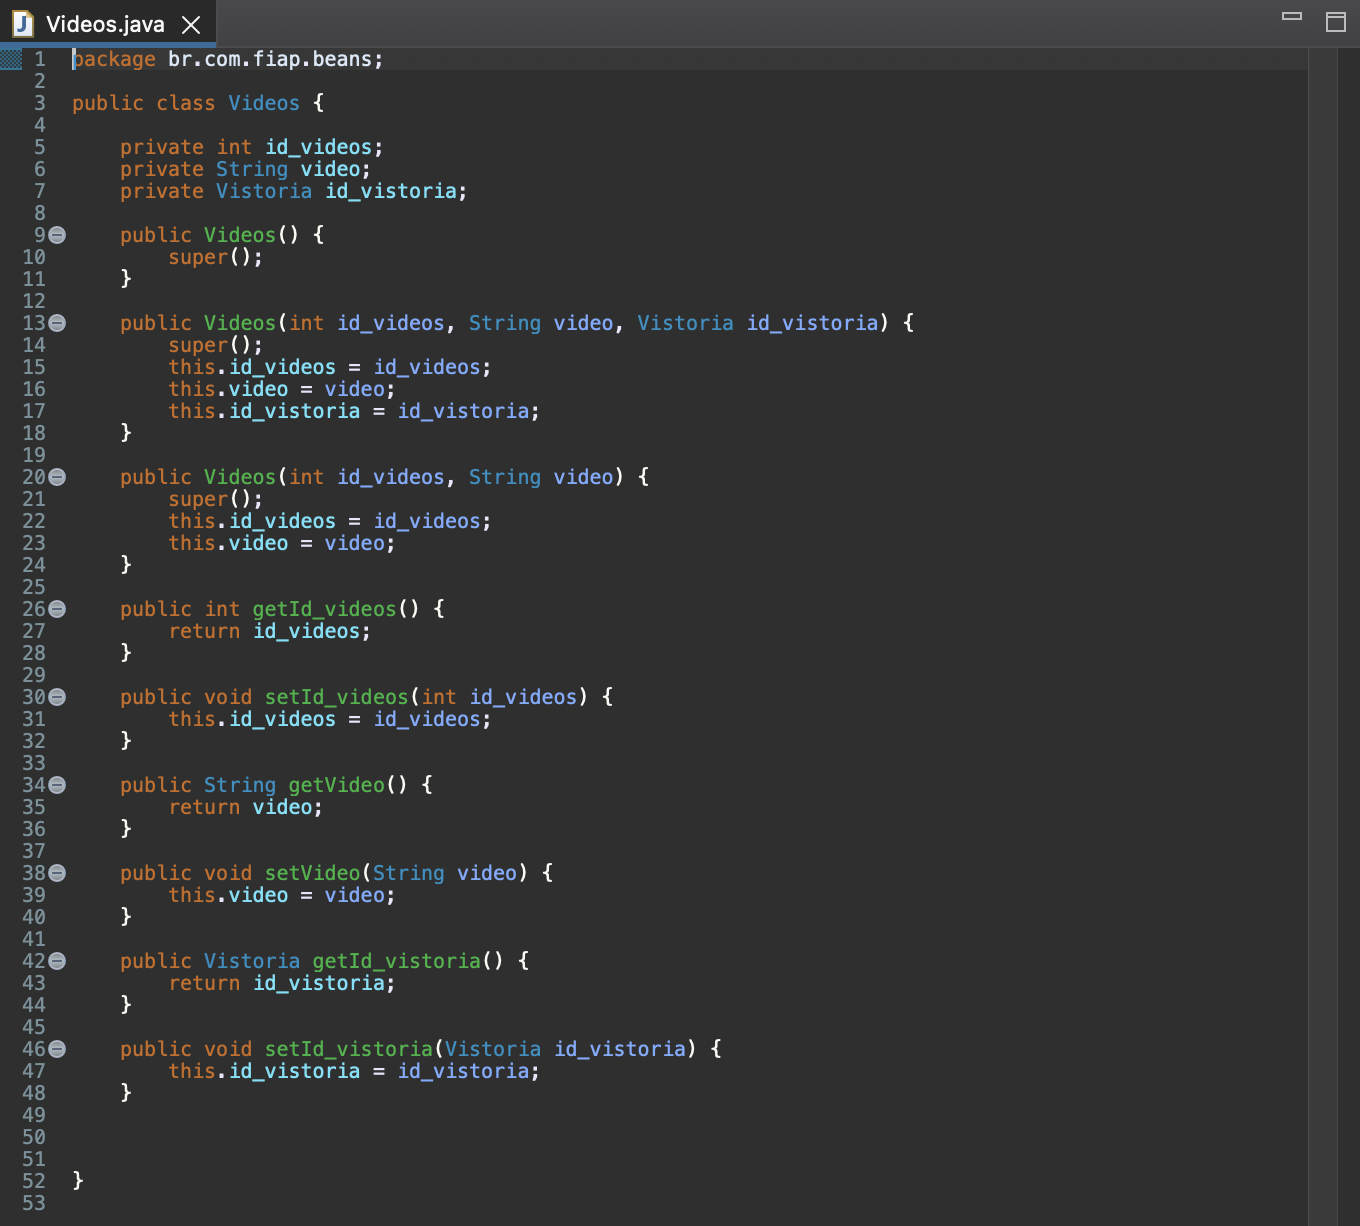 Videos.java
1 package br.com.fiap.beans;
2
3 public class Videos {
4
5     private int id_videos;
6     private String video;
7     private Vistoria id_vistoria;
8
9     public Videos() {
10         super();
11     }
12
13     public Videos(int id_videos, String video, Vistoria id_vistoria) {
14         super();
15         this.id_videos = id_videos;
16         this.video = video;
17         this.id_vistoria = id_vistoria;
18     }
19
20     public Videos(int id_videos, String video) {
21         super();
22         this.id_videos = id_videos;
23         this.video = video;
24     }
25
26     public int getId_videos() {
27         return id_videos;
28     }
29
30     public void setId_videos(int id_videos) {
31         this.id_videos = id_videos;
32     }
33
34     public String getVideo() {
35         return video;
36     }
37
38     public void setVideo(String video) {
39         this.video = video;
40     }
41
42     public Vistoria getId_vistoria() {
43         return id_vistoria;
44     }
45
46     public void setId_vistoria(Vistoria id_vistoria) {
47         this.id_vistoria = id_vistoria;
48     }
49
50
51
52 }
53